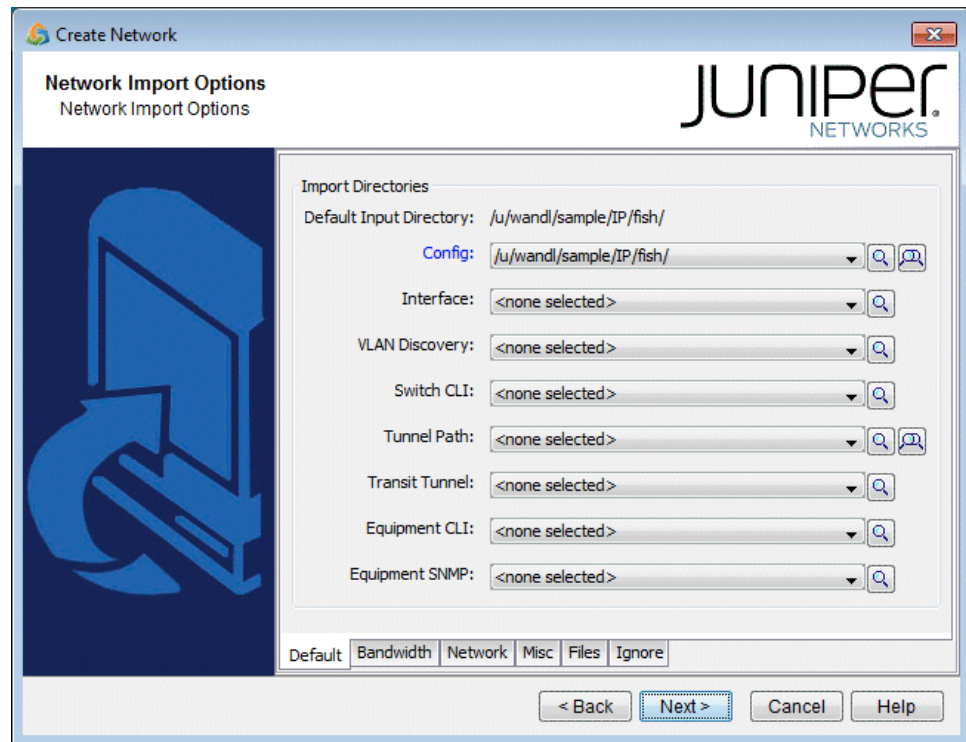 Create Network
Network Import Options
Network Import Options
JUNIPER
NETWORKS
Import Directories
Default Input Directory: /u/wandl/sample/IP/fish/
Config: /u/wandl/sample/IP/fish/
Interface: <none selected>
VLAN Discovery: <none selected>
Switch CLI: <none selected>
Tunnel Path: <none selected>
Transit Tunnel: <none selected>
Equipment CLI: <none selected>
Equipment SNMP: <none selected>
Default Bandwidth Network Misc Files Ignore
< Back Next > Cancel Help